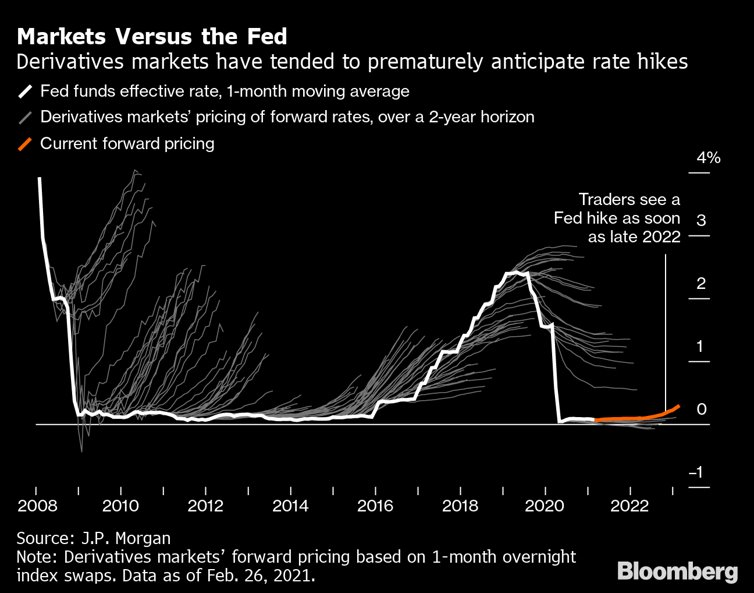 Markets Versus the Fed
Derivatives markets have tended to prematurely anticipate rate hikes
Fed funds effective rate, 1-month moving average
Derivatives markets' pricing of forward rates, over a 2-year horizon
Current forward pricing
4%
Traders see a
Fed hike as soon
as late 2022
3
2
1
0
–1
2008 2010 2012 2014 2016 2018 2020 2022
Source: J.P. Morgan
Note: Derivatives markets' forward pricing based on 1-month overnight
index swaps. Data as of Feb. 26, 2021.
Bloomberg